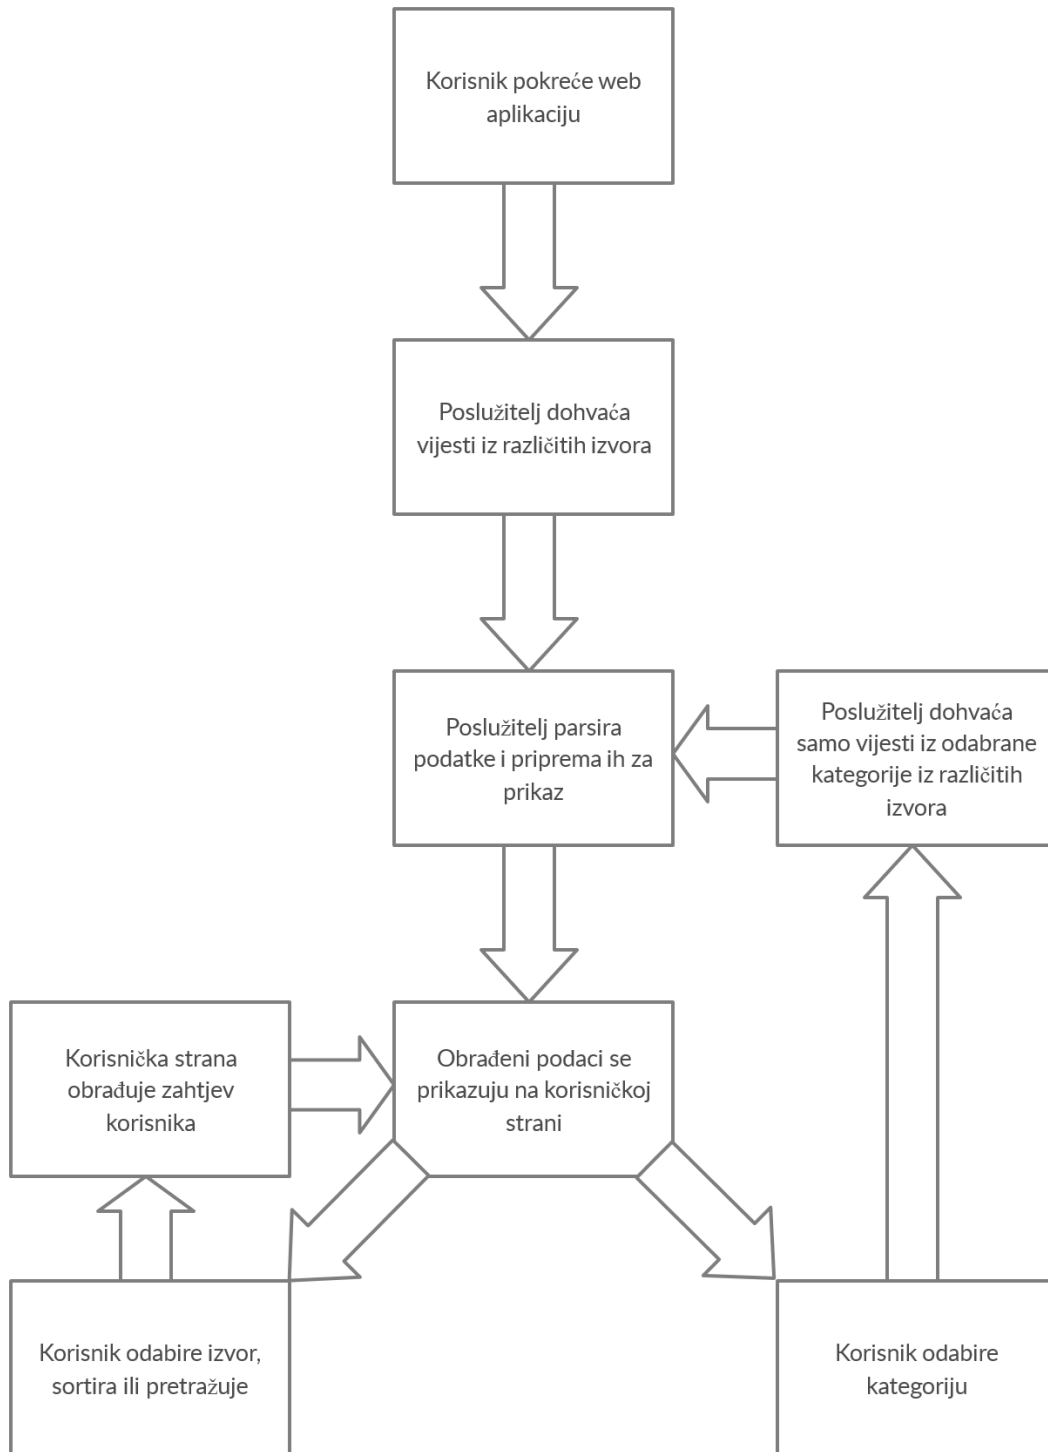 Korisnik pokreće web
aplikaciju
Poslužitelj dohvaća
vijesti iz različitih izvora
Poslužitelj parsira
podatke i priprema ih za
prikaz
Poslužitelj dohvaća
samo vijesti iz odabrane
kategorije iz različitih
izvora
Korisnička strana
obrađuje zahtjev
korisnika
Obrađeni podaci se
prikazuju na korisničkoj
strani
Korisnik odabire izvor,
sortira ili pretražuje
Korisnik odabire
kategoriju